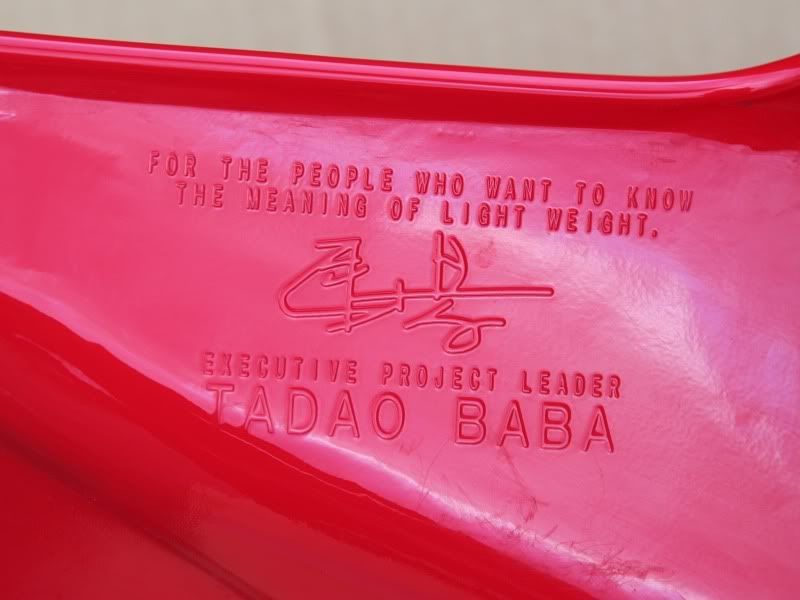 FOR THE PEOPLE WHO WANT TO KNOW
THE MEANING OF LIGHT WEIGHT.
EXECUTIVE PROJECT LEADER
TADAO BABA